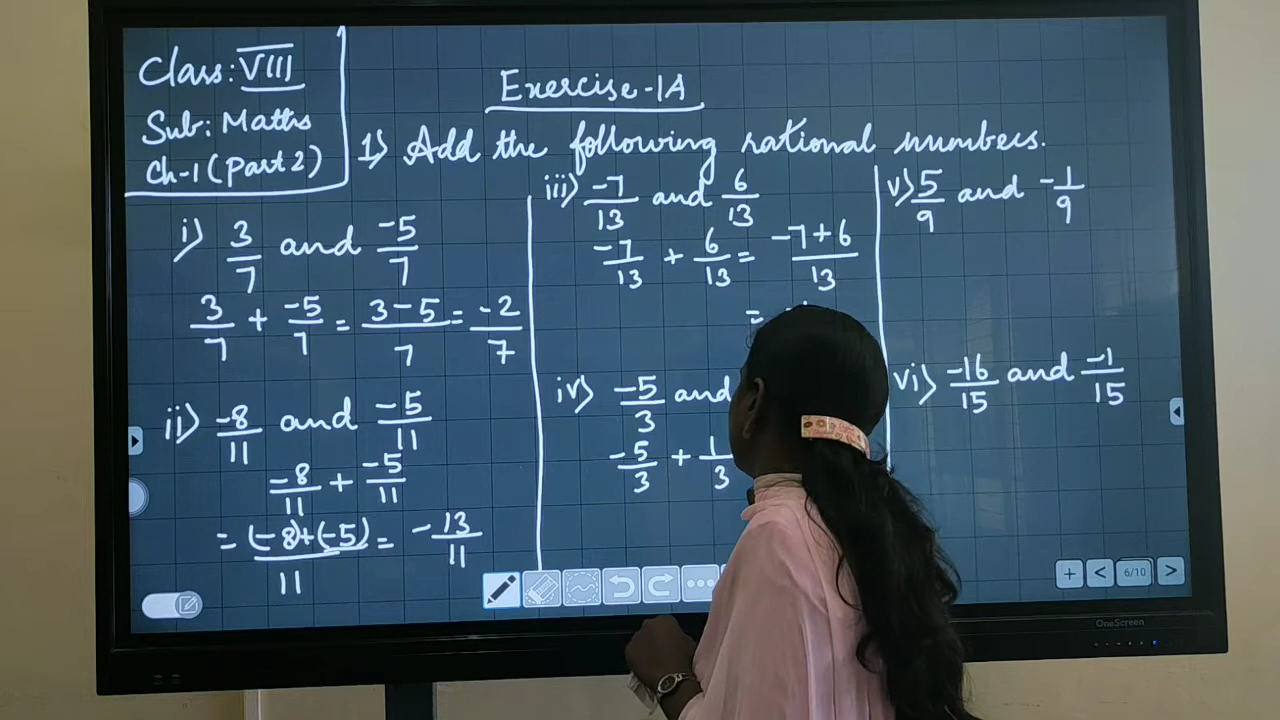 Class: VIII
Sub: Maths
Ch-1 (Part 2)
Exercise-1A
1) Add the following rational numbers.
i) 3/7 and -5/7
3/7 + -5/7 = 3-5/7 = -2/7
ii) -8/11 and -5/11
-8/11 + -5/11
= (-8)+(-5)/11 = -13/11
iii) -7/13 and 6/13
-7/13 + 6/13 = -7+6/13
=
iv) -5/3 and
-5/3 + 1/3
v) 5/9 and -1/9
vi) -16/15 and -1/15
6/10
OneScreen